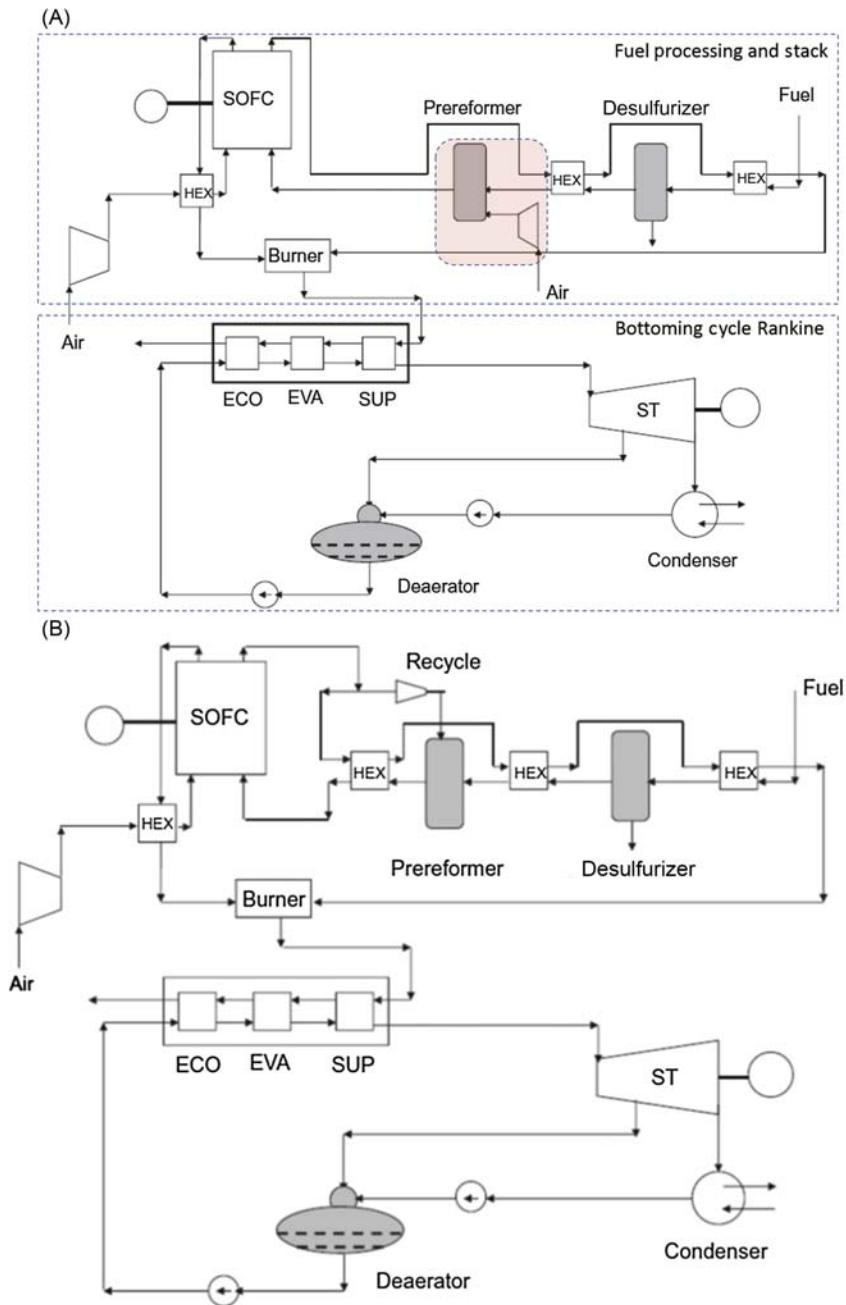 (A)
Fuel processing and stack
SOFC
Prereformer
Desulfurizer
Fuel
HEX
HEX
HEX
Burner
Air
Air
Bottoming cycle Rankine
ECO
EVA
SUP
ST
Condenser
Deaerator
(B)
Recycle
SOFC
Fuel
HEX
HEX
HEX
HEX
Prereformer
Desulfurizer
Burner
Air
ECO
EVA
SUP
ST
Condenser
Deaerator